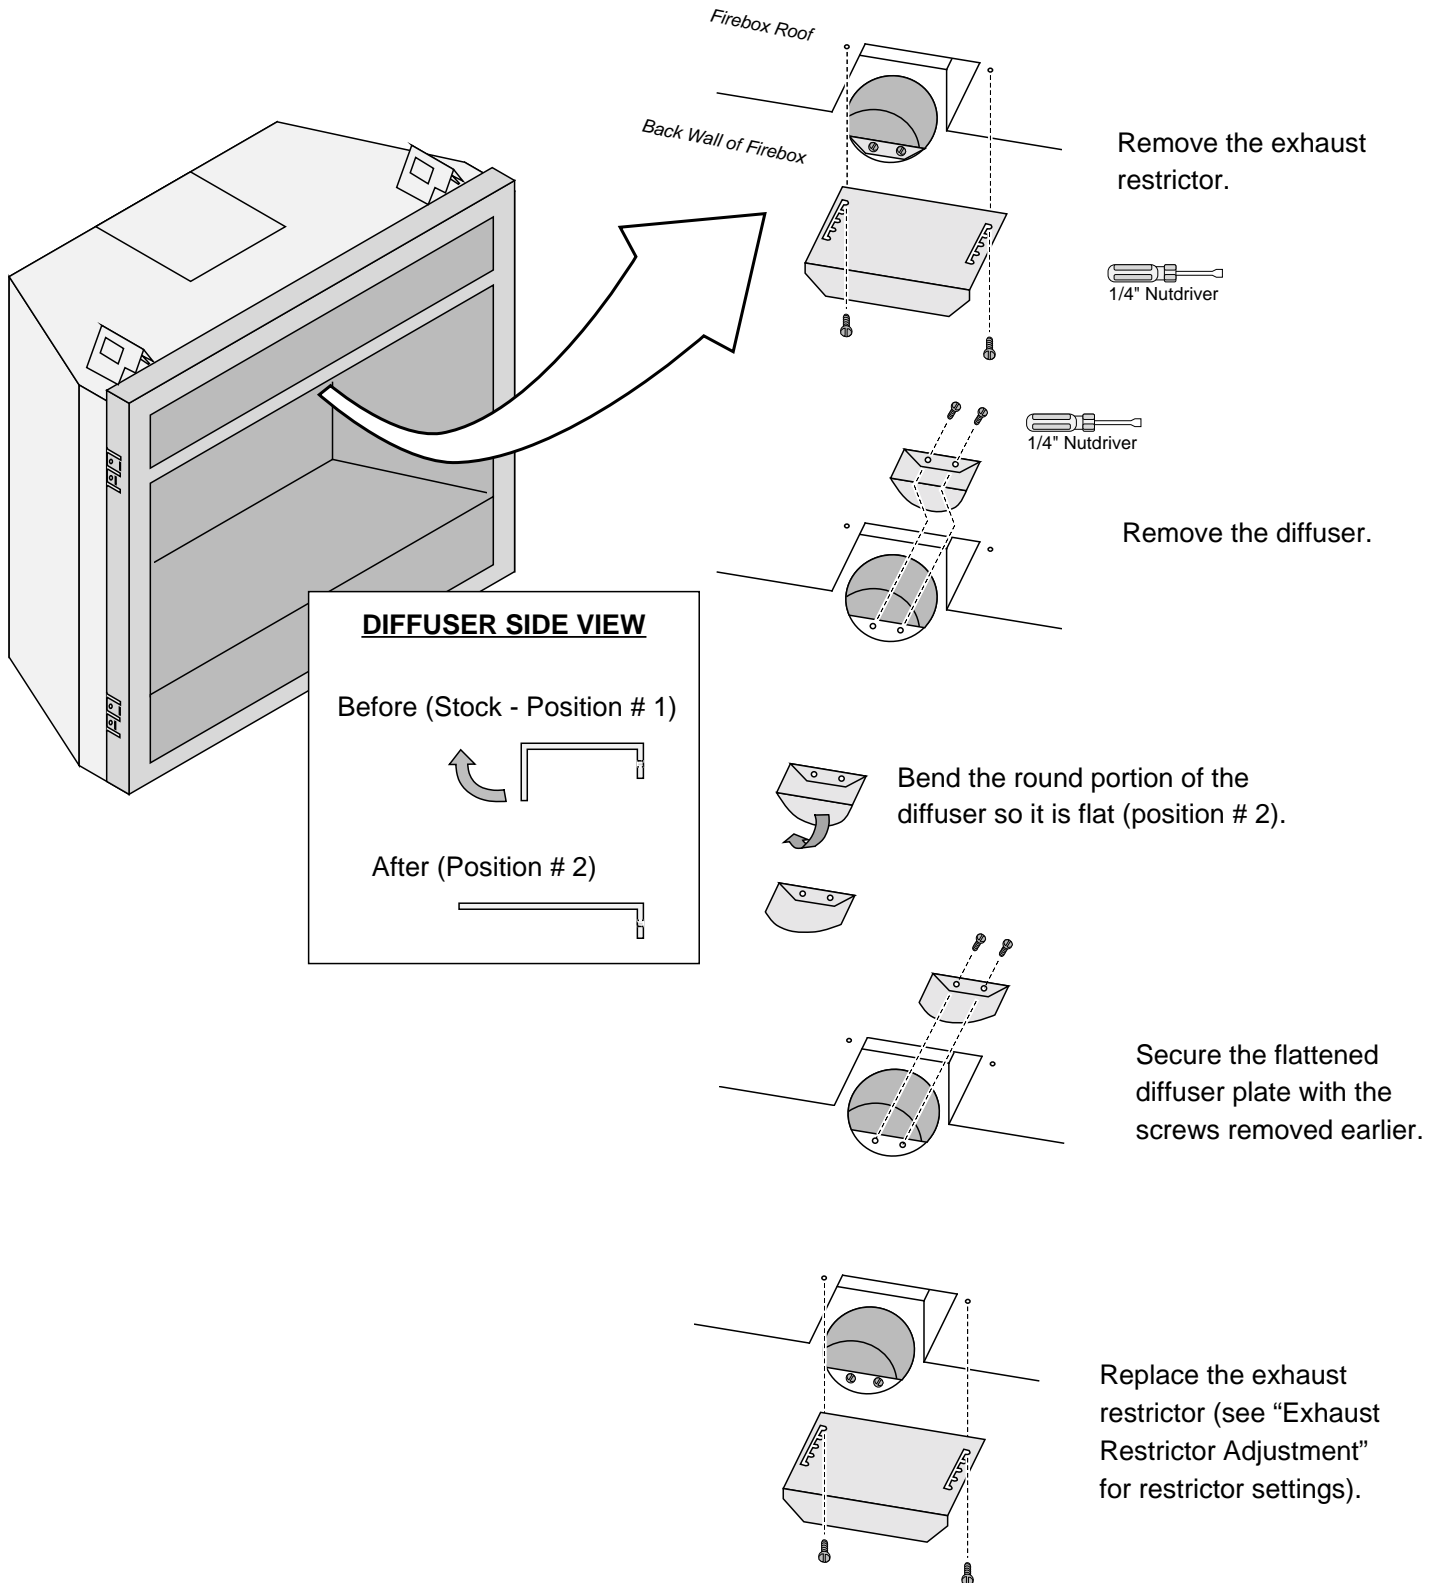 Firebox Roof
Back Wall of Firebox
Remove the exhaust
restrictor.
1/4" Nutdriver
1/4" Nutdriver
Remove the diffuser.
DIFFUSER SIDE VIEW
Before (Stock - Position # 1)
After (Position # 2)
Bend the round portion of the
diffuser so it is flat (position # 2).
Secure the flattened
diffuser plate with the
screws removed earlier.
Replace the exhaust
restrictor (see “Exhaust
Restrictor Adjustment”
for restrictor settings).